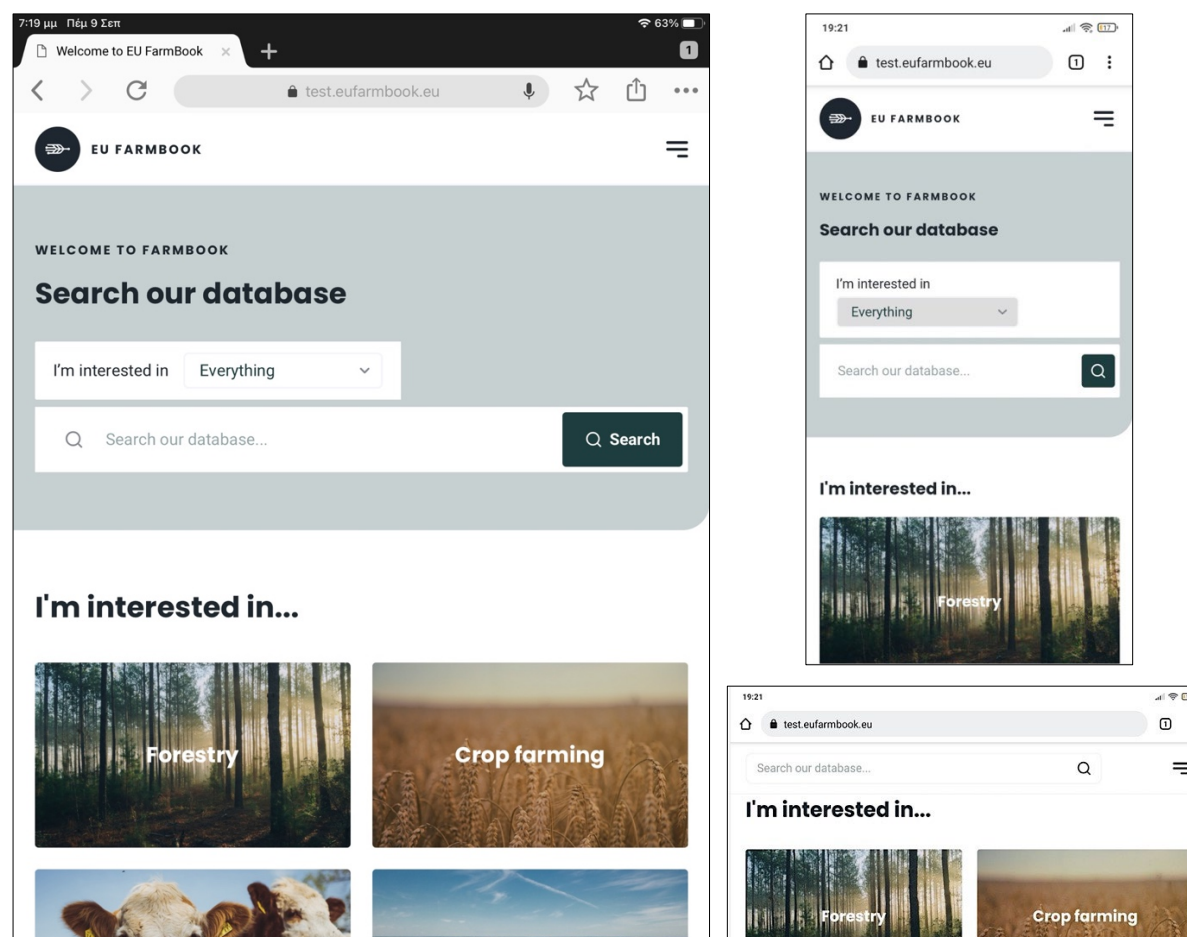 7:19 μμ Πέμ 9 Σεπ 63%
Welcome to EU FarmBook 1
test.eufarmbook.eu
EU FARMBOOK
WELCOME TO FARMBOOK
Search our database
I'm interested in Everything
Search our database... Search
I'm interested in...
Forestry Crop farming
19:21 17
test.eufarmbook.eu 1
EU FARMBOOK
WELCOME TO FARMBOOK
Search our database
I'm interested in
Everything
Search our database...
I'm interested in...
Forestry
19:21
test.eufarmbook.eu 1
Search our database...
I'm interested in...
Forestry Crop farming